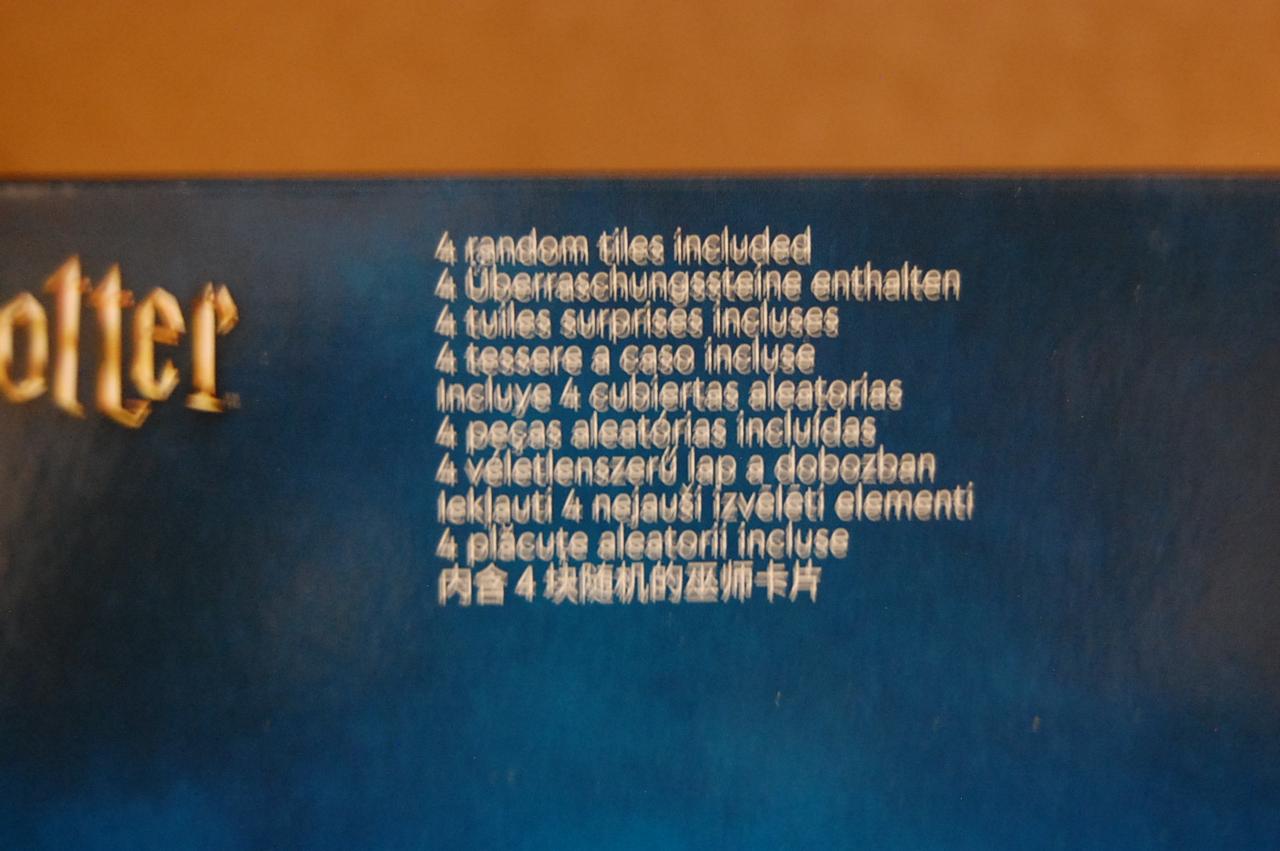 otter
4 random tiles included
4 Überraschungssteine enthalten
4 tuiles surprises incluses
4 tessere a caso incluse
Incluye 4 cubiertas aleatorias
4 peças aleatórias incluídas
4 véletlenszerű lap a dobozban
Iekļauti 4 nejauši izvēlēti elementi
4 plăcuțe aleatorii incluse
内含 4 块随机的巫师卡片